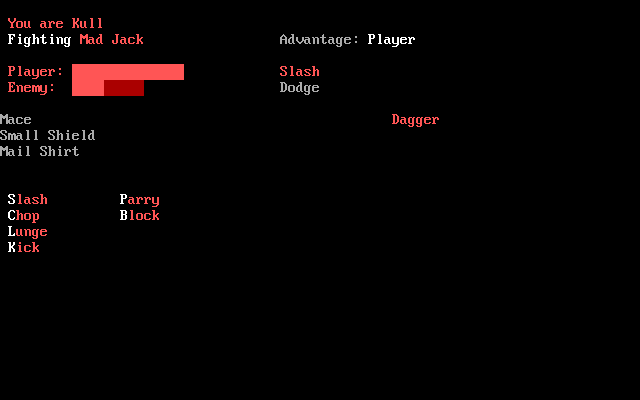 You are Kull
Fighting Mad Jack Advantage: Player
Player: Slash
Enemy: Dodge
Mace Dagger
Small Shield
Mail Shirt
Slash Parry
Chop Block
Lunge
Kick